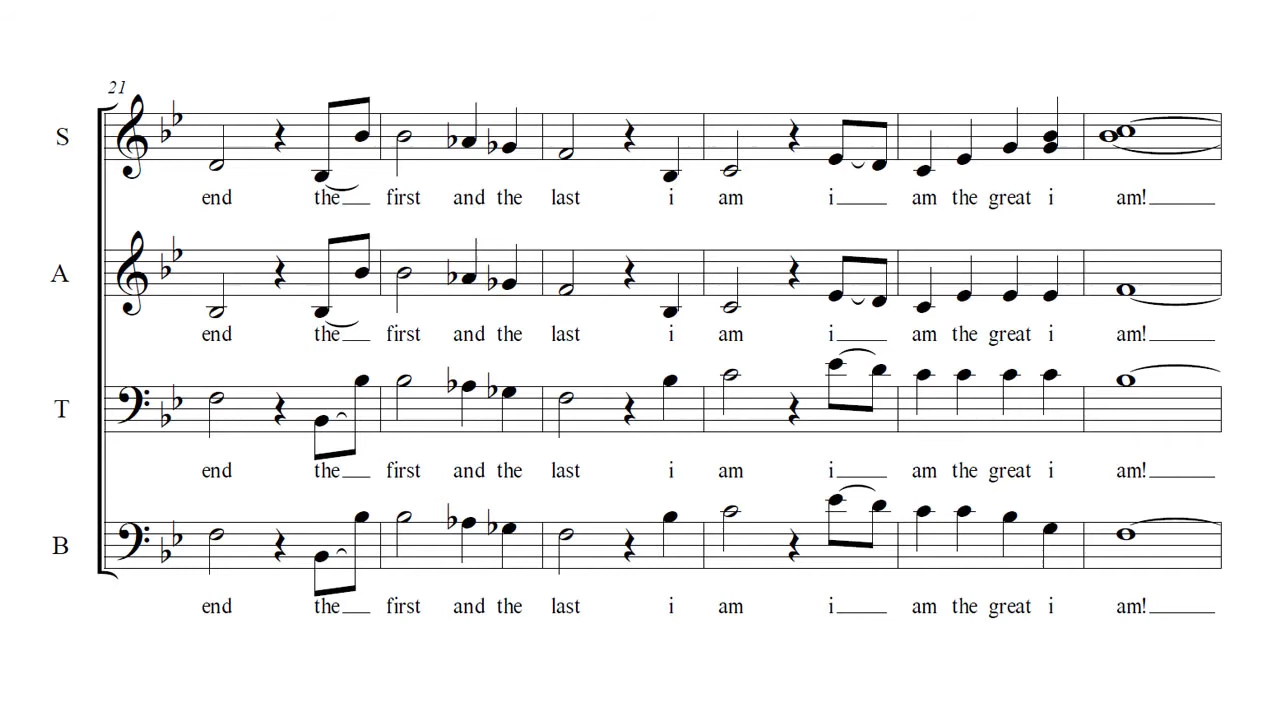 21
S
end the first and the last i am i am the great i am!
A
end the first and the last i am i am the great i am!
T
end the first and the last i am i am the great i am!
B
end the first and the last i am i am the great i am!